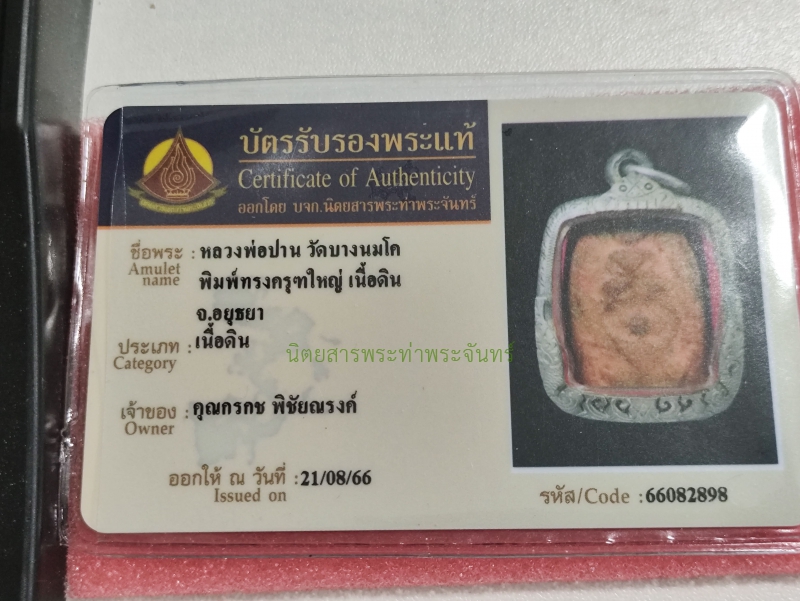 บัตรรับรองพระแท้
Certificate of Authenticity
ออกโดย บจก.นิตยสารพระท่าพระจันทร์
ชื่อพระ : หลวงพ่อปาน วัดบางนมโค
Amulet name
พิมพ์ทรงครุฑใหญ่ เนื้อดิน
จ.อยุธยา
ประเภท : เนื้อดิน
Category
นิตยสารพระท่าพระจันทร์
เจ้าของ : คุณกรกช พิชัยณรงค์
Owner
ออกให้ ณ วันที่ : 21/08/66
Issued on
รหัส/Code : 66082898